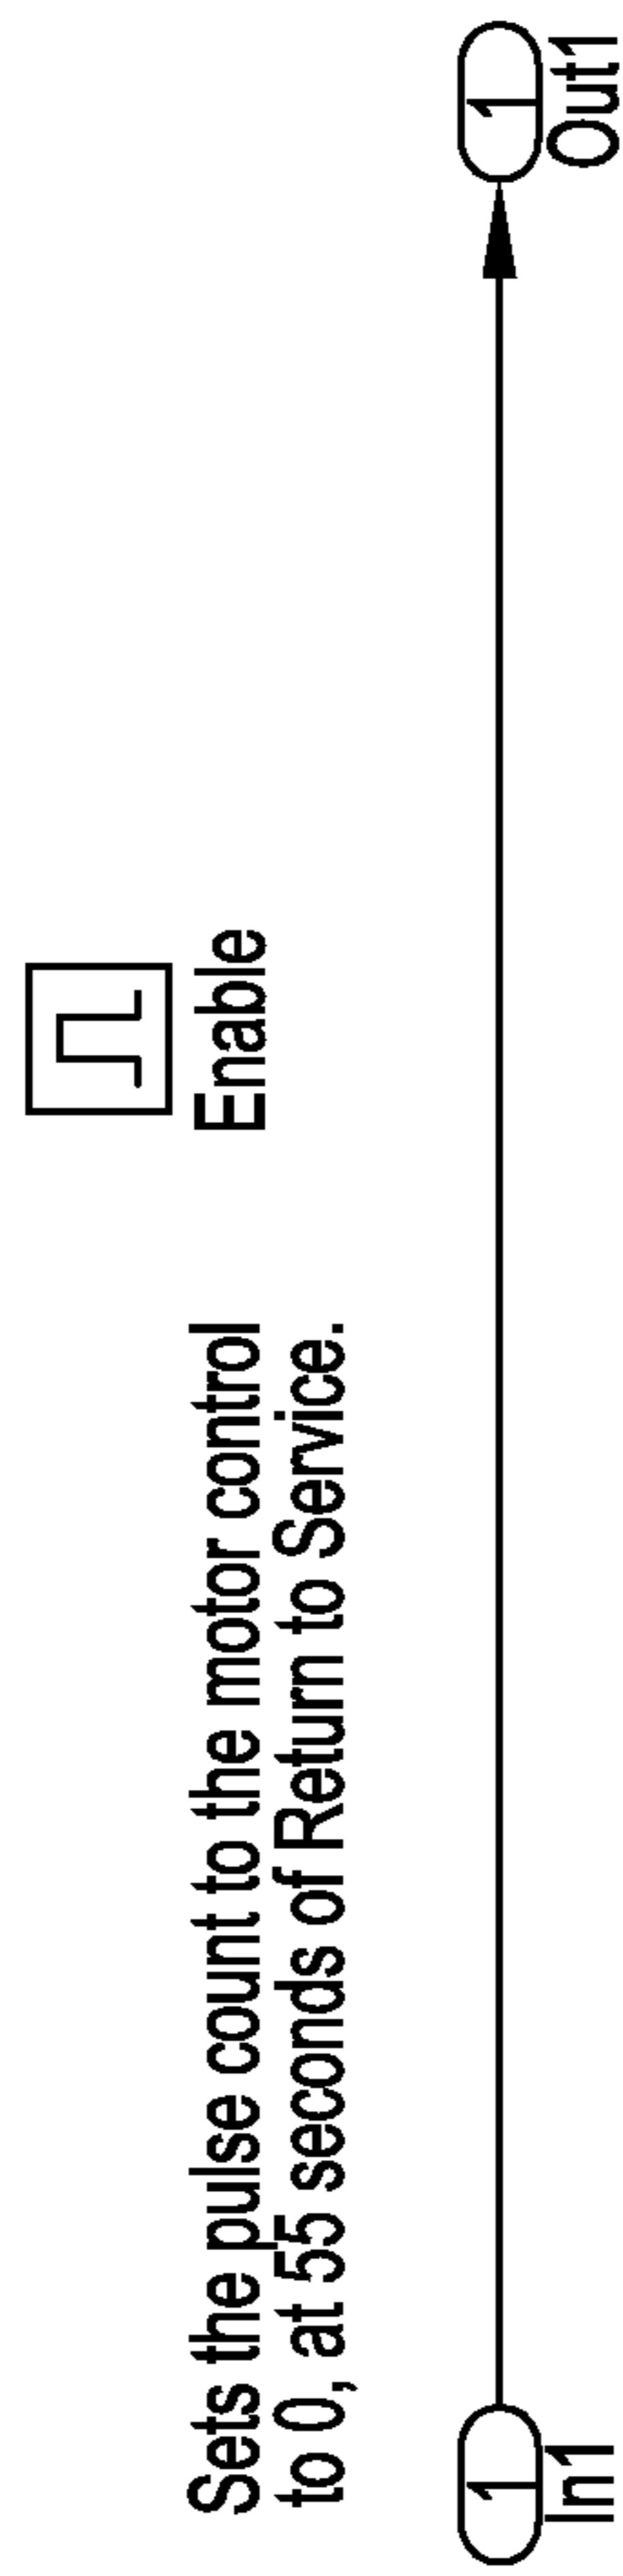 Enable
Sets the pulse count to the motor control
to 0, at 55 seconds of Return to Service.
1
In1
1
Out1